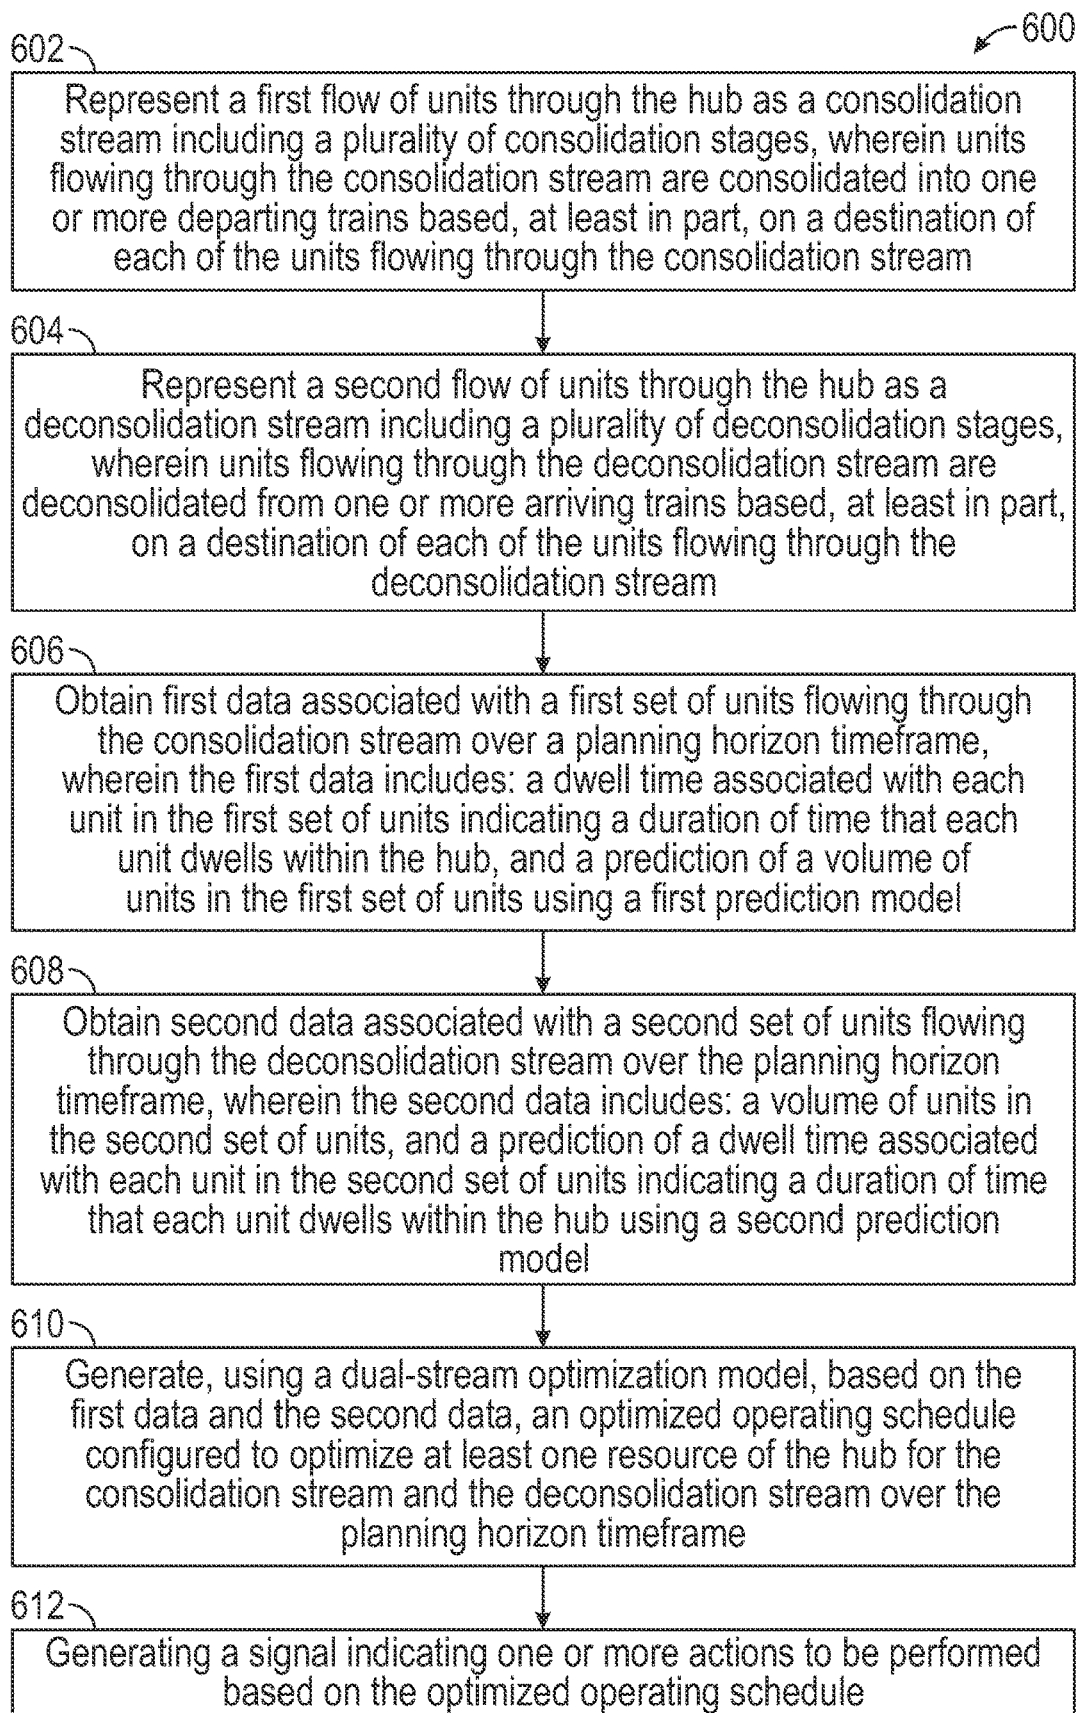 600
602
Represent a first flow of units through the hub as a consolidation
stream including a plurality of consolidation stages, wherein units
flowing through the consolidation stream are consolidated into one
or more departing trains based, at least in part, on a destination of
each of the units flowing through the consolidation stream
604
Represent a second flow of units through the hub as a
deconsolidation stream including a plurality of deconsolidation stages,
wherein units flowing through the deconsolidation stream are
deconsolidated from one or more arriving trains based, at least in part,
on a destination of each of the units flowing through the
deconsolidation stream
606
Obtain first data associated with a first set of units flowing through
the consolidation stream over a planning horizon timeframe,
wherein the first data includes: a dwell time associated with each
unit in the first set of units indicating a duration of time that each
unit dwells within the hub, and a prediction of a volume of
units in the first set of units using a first prediction model
608
Obtain second data associated with a second set of units flowing
through the deconsolidation stream over the planning horizon
timeframe, wherein the second data includes: a volume of units in
the second set of units, and a prediction of a dwell time associated
with each unit in the second set of units indicating a duration of time
that each unit dwells within the hub using a second prediction
model
610
Generate, using a dual-stream optimization model, based on the
first data and the second data, an optimized operating schedule
configured to optimize at least one resource of the hub for the
consolidation stream and the deconsolidation stream over the
planning horizon timeframe
612
Generating a signal indicating one or more actions to be performed
based on the optimized operating schedule